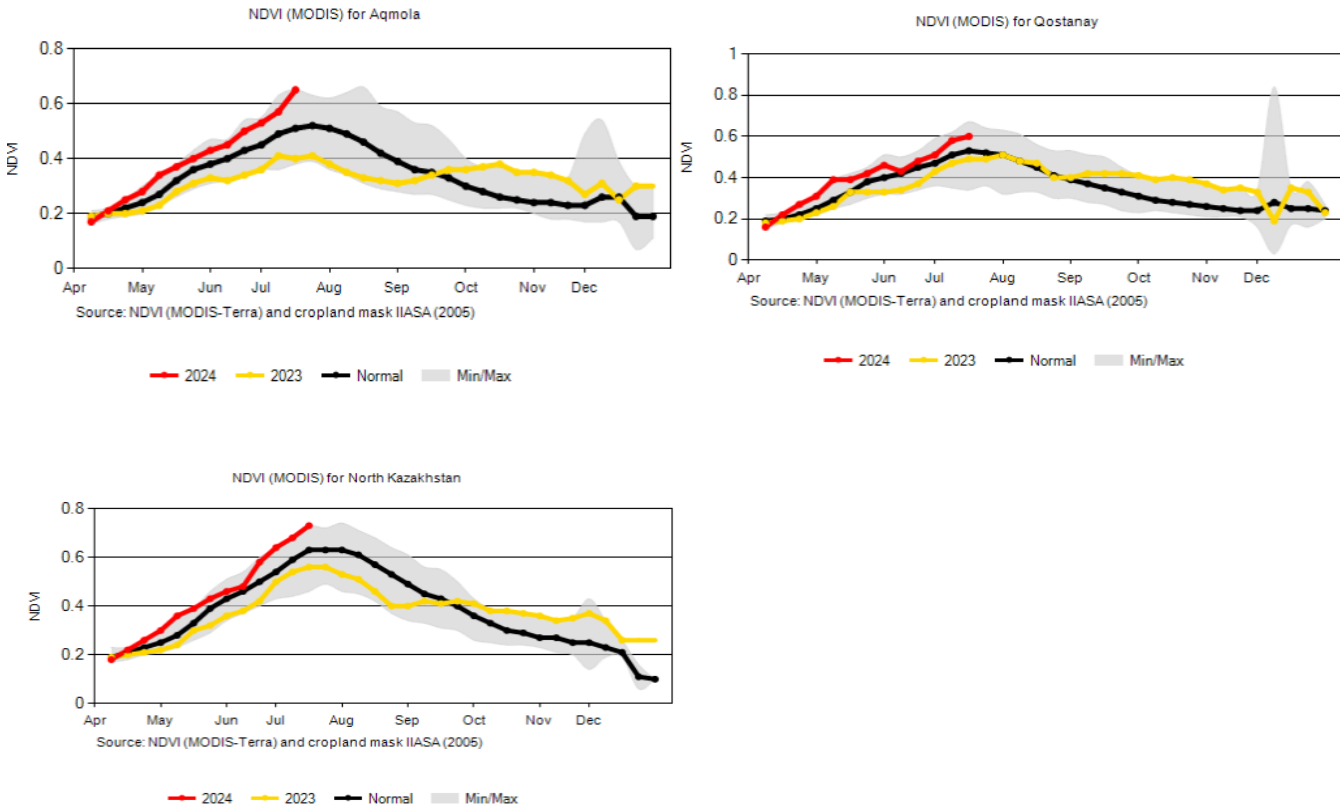 NDVI (MODIS) for Aqmola
0.8
0.6
0.4
0.2
0
NDVI
Apr May Jun Jul Aug Sep Oct Nov Dec
Source: NDVI (MODIS-Terra) and cropland mask IIASA (2005)
2024 2023 Normal Min/Max
NDVI (MODIS) for Qostanay
1
0.8
0.6
0.4
0.2
0
NDVI
Apr May Jun Jul Aug Sep Oct Nov Dec
Source: NDVI (MODIS-Terra) and cropland mask IIASA (2005)
2024 2023 Normal Min/Max
NDVI (MODIS) for North Kazakhstan
0.8
0.6
0.4
0.2
0
NDVI
Apr May Jun Jul Aug Sep Oct Nov Dec
Source: NDVI (MODIS-Terra) and cropland mask IIASA (2005)
2024 2023 Normal Min/Max